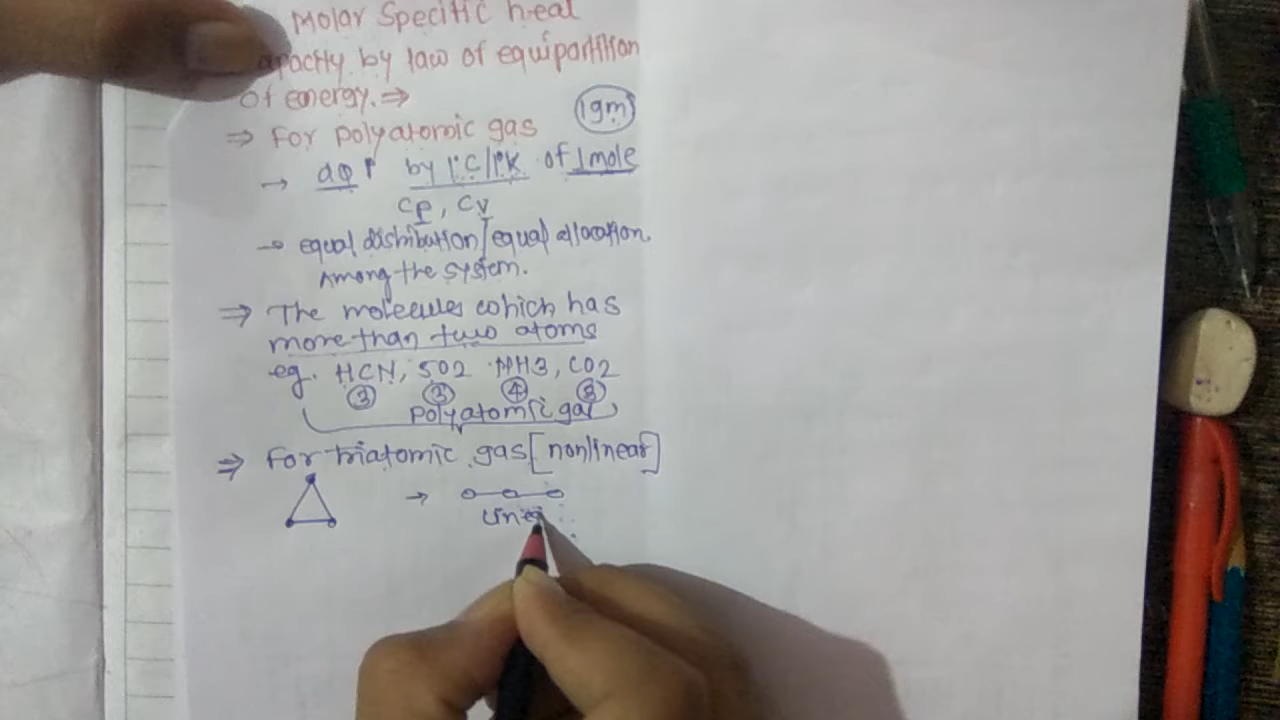 Molar Specific heat
apacity by law of equipartition
of energy.⇒
1gm
⇒ For polyatomic gas
→ dQ↑ by 1°C/1°K of 1mole
Cp, Cv
→ equal distribution/equal allocation
Among the system.
⇒ The molecules which has
more than two atoms
eg. HCN, SO2 NH3, CO2
3 3 4 3
Polyatomic gas
⇒ For triatomic gas [nonlinear]
→
Linea